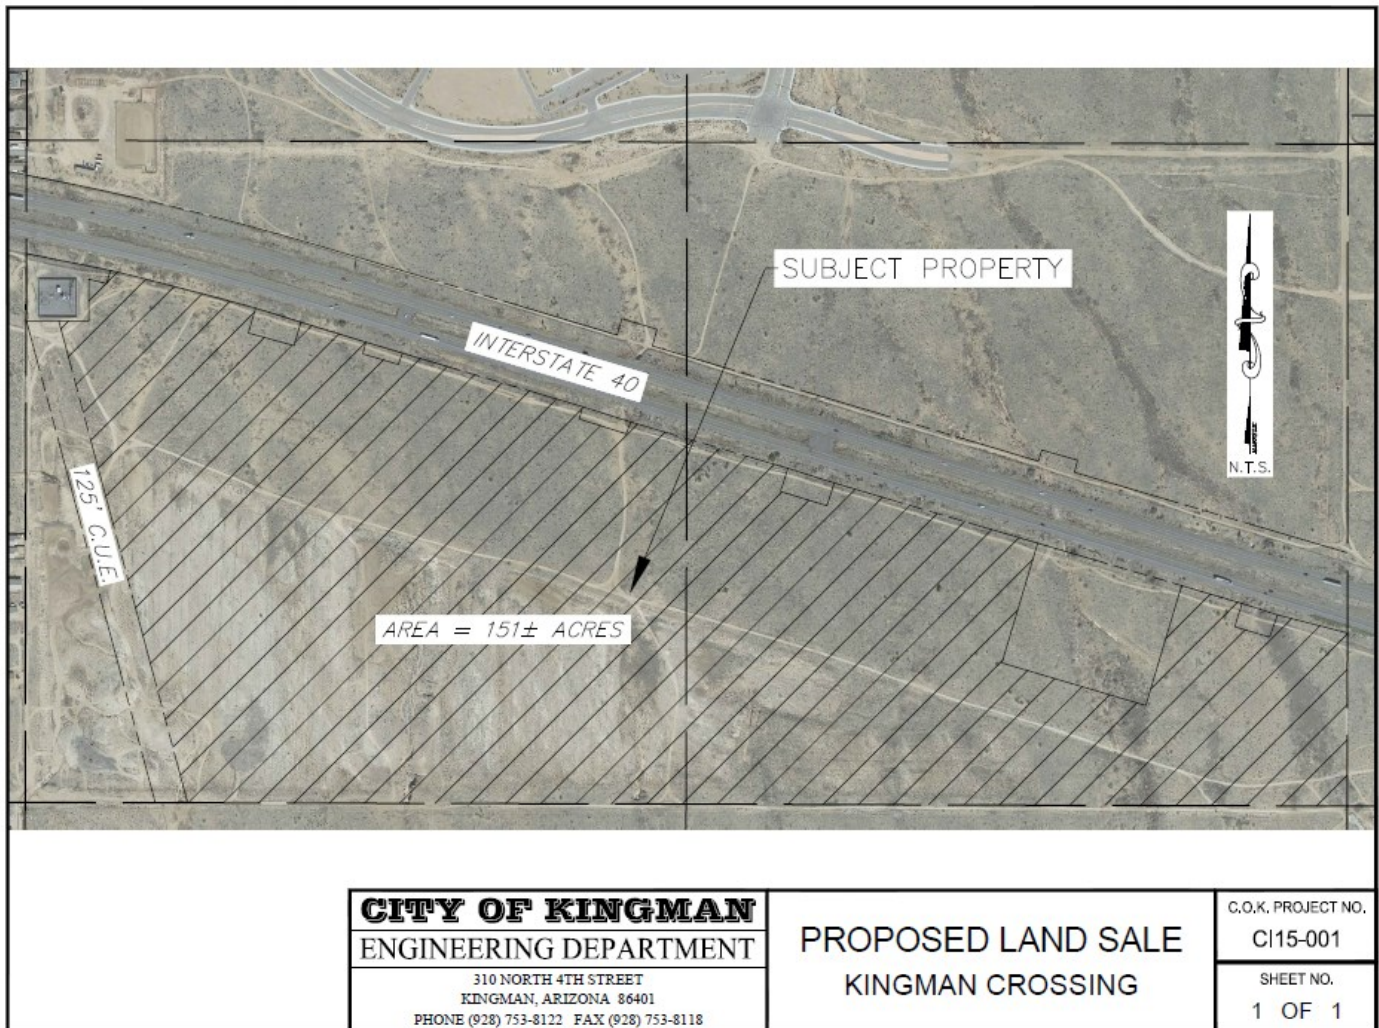 SUBJECT PROPERTY
INTERSTATE 40
N.T.S.
125' C.U.E.
AREA = 151± ACRES
CITY OF KINGMAN
ENGINEERING DEPARTMENT
310 NORTH 4TH STREET
KINGMAN, ARIZONA 86401
PHONE (928) 753-8122 FAX (928) 753-8118
PROPOSED LAND SALE
KINGMAN CROSSING
C.O.K. PROJECT NO.
CI15-001
SHEET NO.
1 OF 1